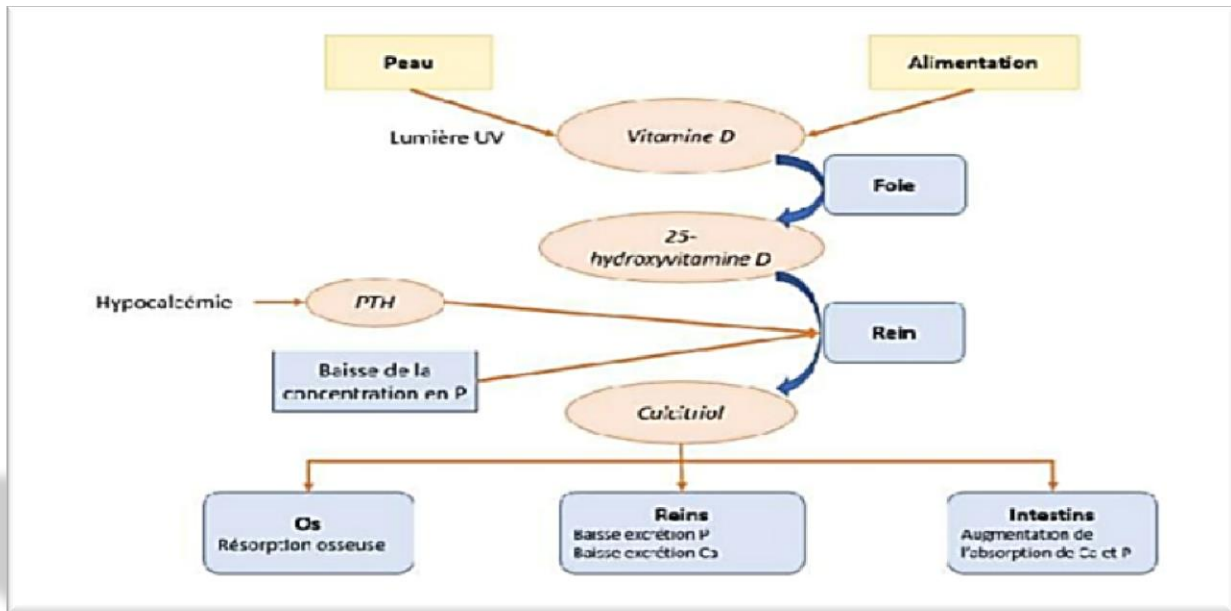 Peau
Alimentation
Lumière UV
Vitamine D
Foie
25-
hydroxyvitamine D
Hypocalcémie
PTH
Rein
Baisse de la
concentration en P
Calcitriol
Os
Résorption osseuse
Reins
Baisse excrétion P
Baisse excrétion Ca
Intestins
Augmentation de
l'absorption de Ca et P